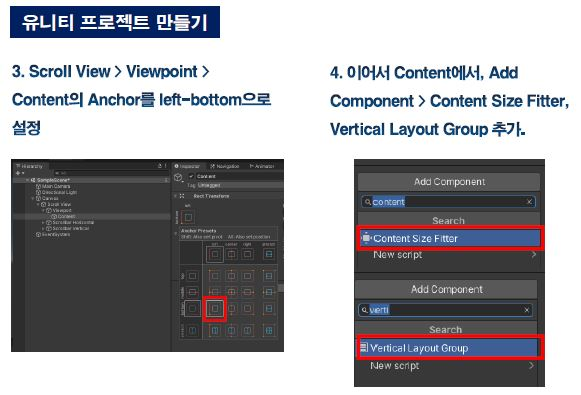 유니티 프로젝트 만들기
3. Scroll View > Viewpoint >
Content의 Anchor를 left-bottom으로
설정
4. 이어서 Content에서, Add
Component > Content Size Fitter,
Vertical Layout Group 추가.
Hierarchy
All
SampleScene*
Main Camera
Directional Light
Canvas
Scroll View
Viewport
Content
Scrollbar Horizontal
Scrollbar Vertical
EventSystem
Inspector
Navigation
Animator
Content
Tag Untagged
Rect Transform
left
bottom
Anchor Presets
Shift: Also set pivot Alt: Also set position
left center right stretch
top
middle
bottom
stretch
Add Component
content
Search
Content Size Fitter
New script
Add Component
verti
Search
Vertical Layout Group
New script